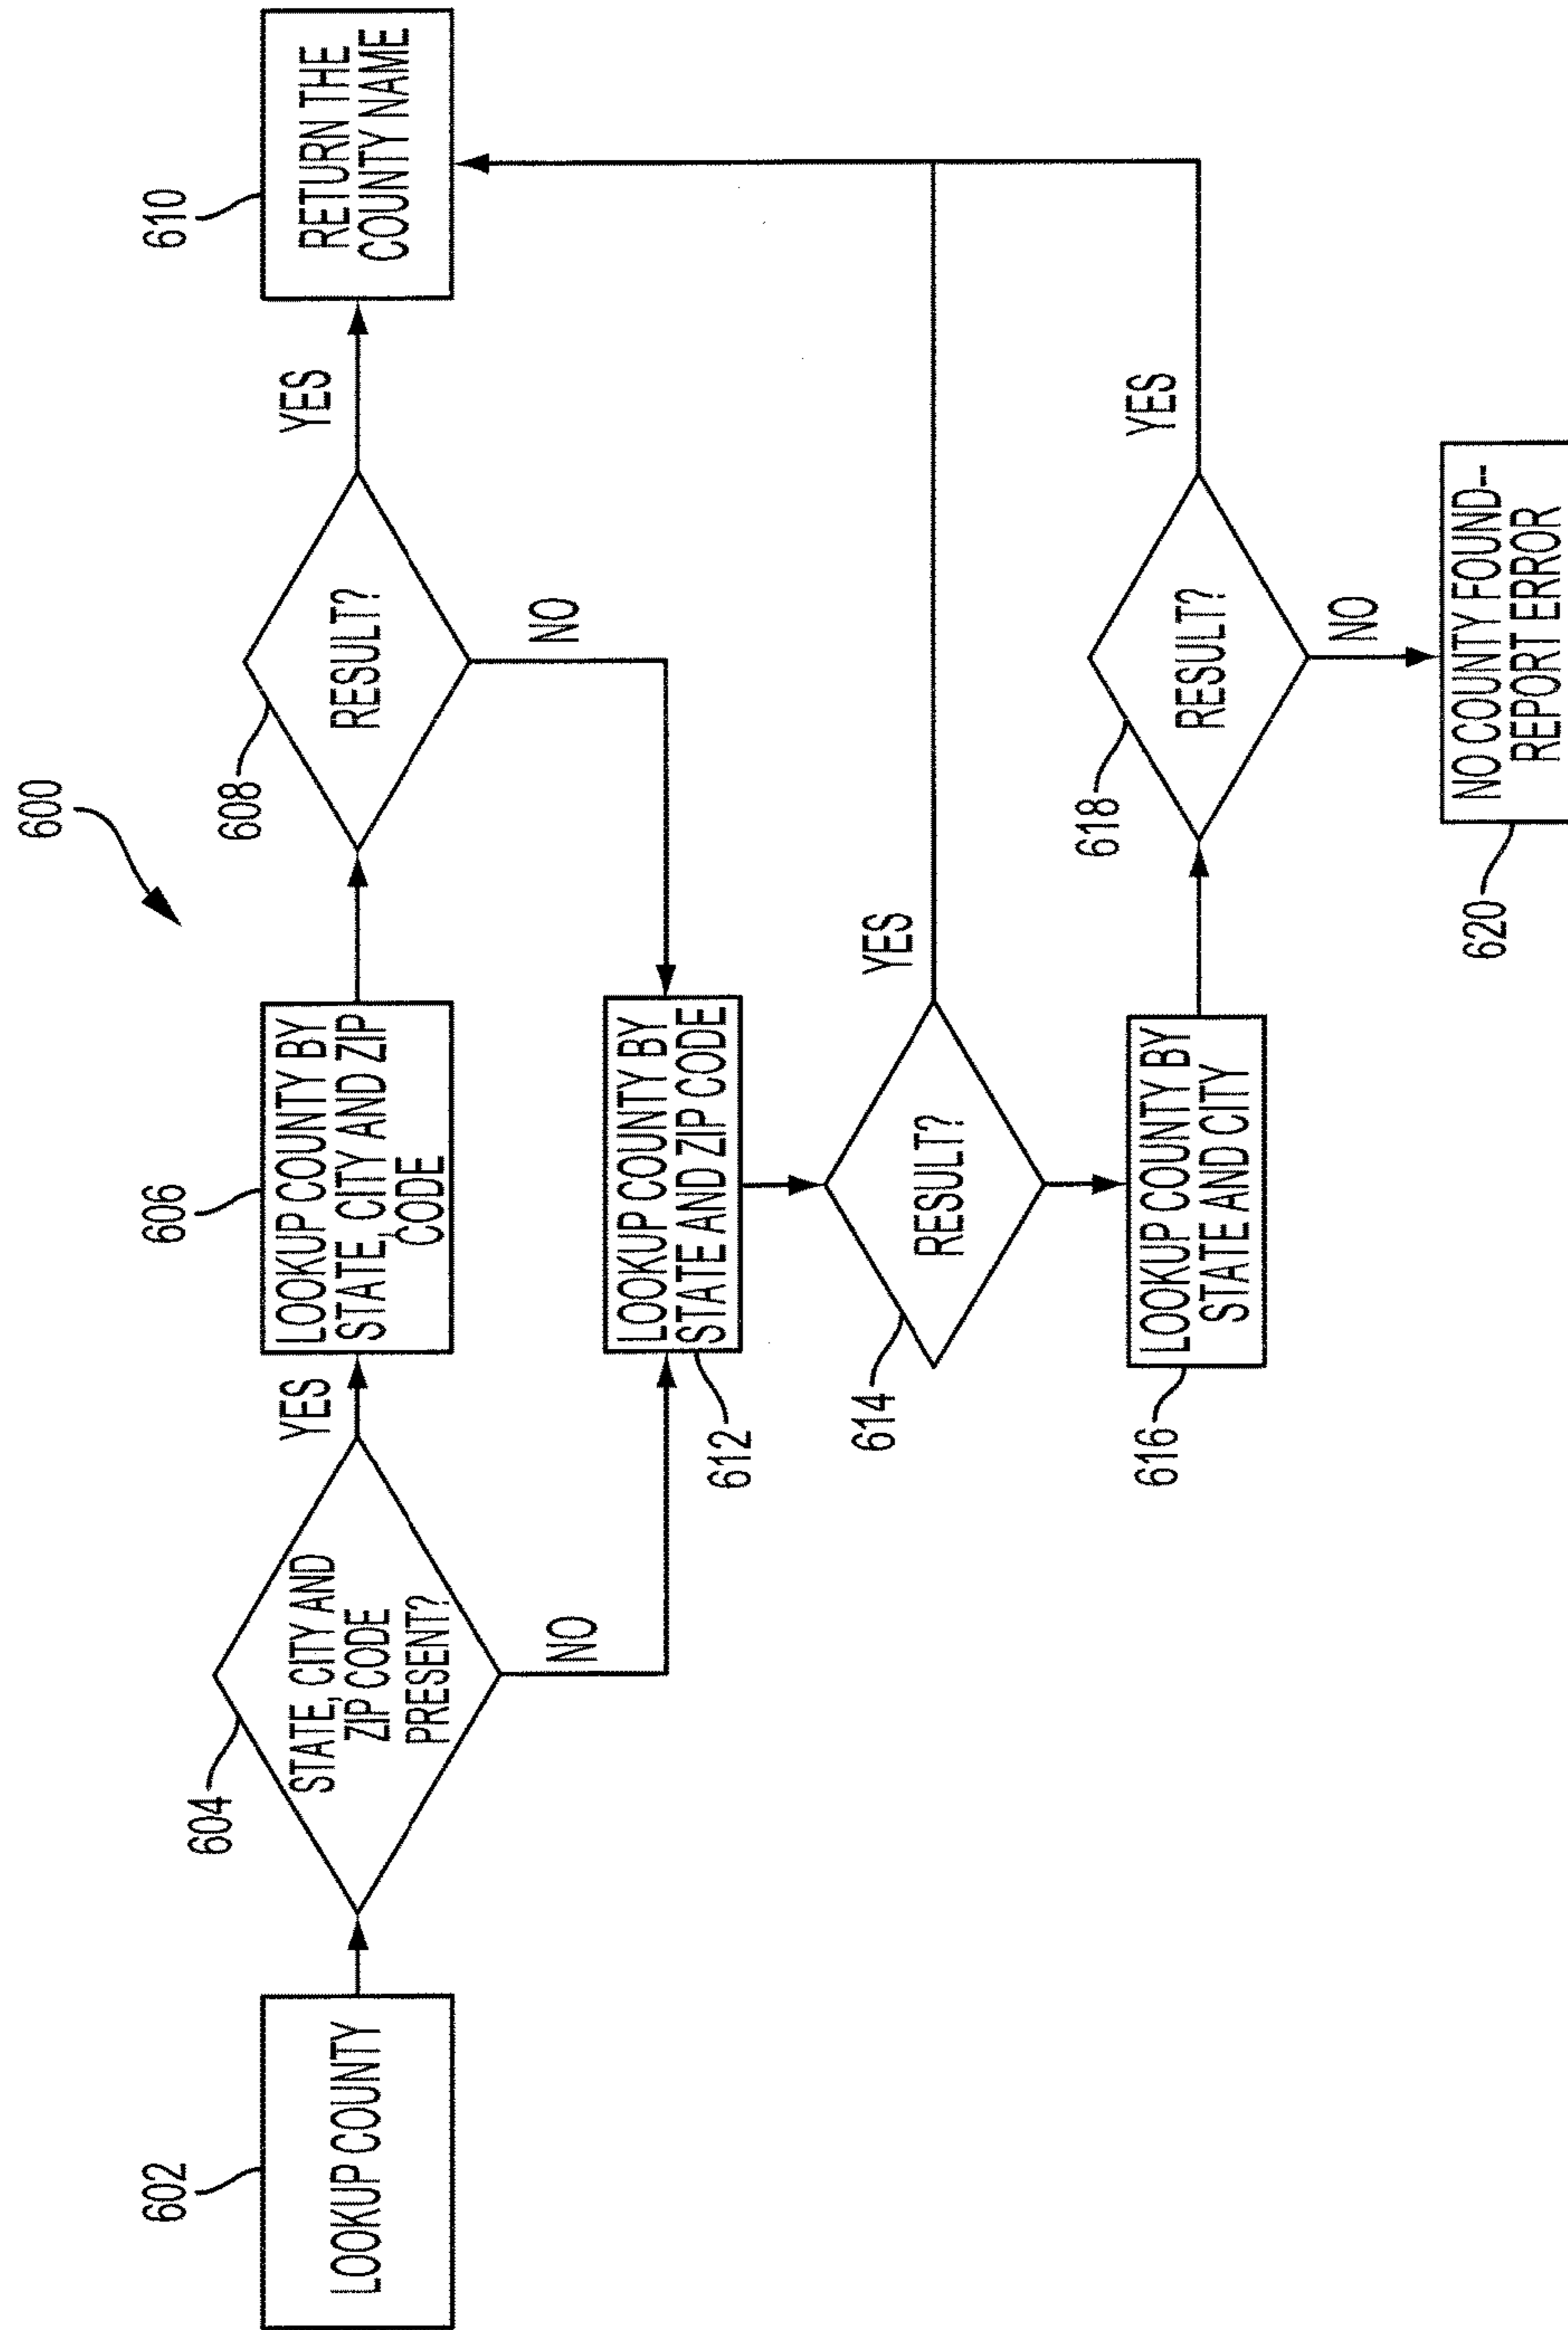 600
602
LOOKUP COUNTY
604
STATE, CITY AND
ZIP CODE
PRESENT?
YES
NO
606
LOOKUP COUNTY BY
STATE, CITY AND ZIP
CODE
608
RESULT?
YES
NO
610
RETURN THE
COUNTY NAME
612
LOOKUP COUNTY BY
STATE AND ZIP CODE
614
RESULT?
YES
616
LOOKUP COUNTY BY
STATE AND CITY
618
RESULT?
YES
NO
620
NO COUNTY FOUND--
REPORT ERROR